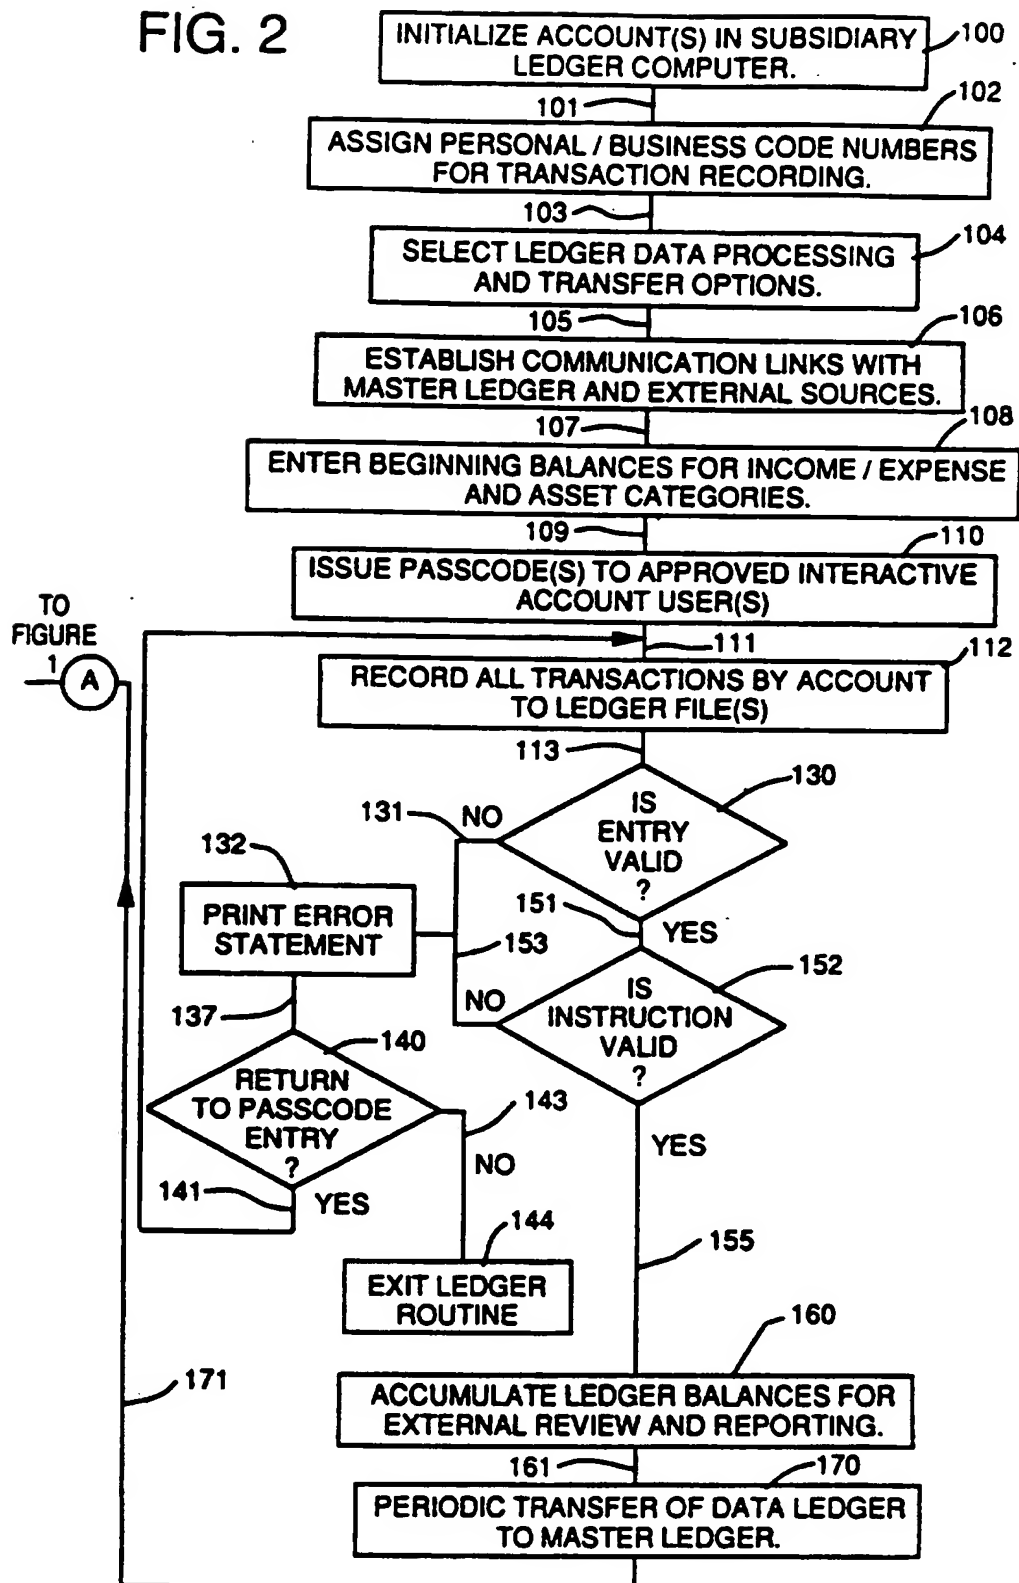 FIG. 2
INITIALIZE ACCOUNT(S) IN SUBSIDIARY
LEDGER COMPUTER.
100
101
102
ASSIGN PERSONAL / BUSINESS CODE NUMBERS
FOR TRANSACTION RECORDING.
103
104
SELECT LEDGER DATA PROCESSING
AND TRANSFER OPTIONS.
105
106
ESTABLISH COMMUNICATION LINKS WITH
MASTER LEDGER AND EXTERNAL SOURCES.
107
108
ENTER BEGINNING BALANCES FOR INCOME / EXPENSE
AND ASSET CATEGORIES.
109
110
ISSUE PASSCODE(S) TO APPROVED INTERACTIVE
ACCOUNT USER(S)
TO
FIGURE
1
A
111
112
RECORD ALL TRANSACTIONS BY ACCOUNT
TO LEDGER FILE(S)
113
130
IS
ENTRY
VALID
?
131
NO
132
PRINT ERROR
STATEMENT
151
YES
153
152
NO
IS
INSTRUCTION
VALID
?
137
140
RETURN
TO PASSCODE
ENTRY
?
143
NO
YES
141
YES
144
EXIT LEDGER
ROUTINE
155
160
171
ACCUMULATE LEDGER BALANCES FOR
EXTERNAL REVIEW AND REPORTING.
161
170
PERIODIC TRANSFER OF DATA LEDGER
TO MASTER LEDGER.